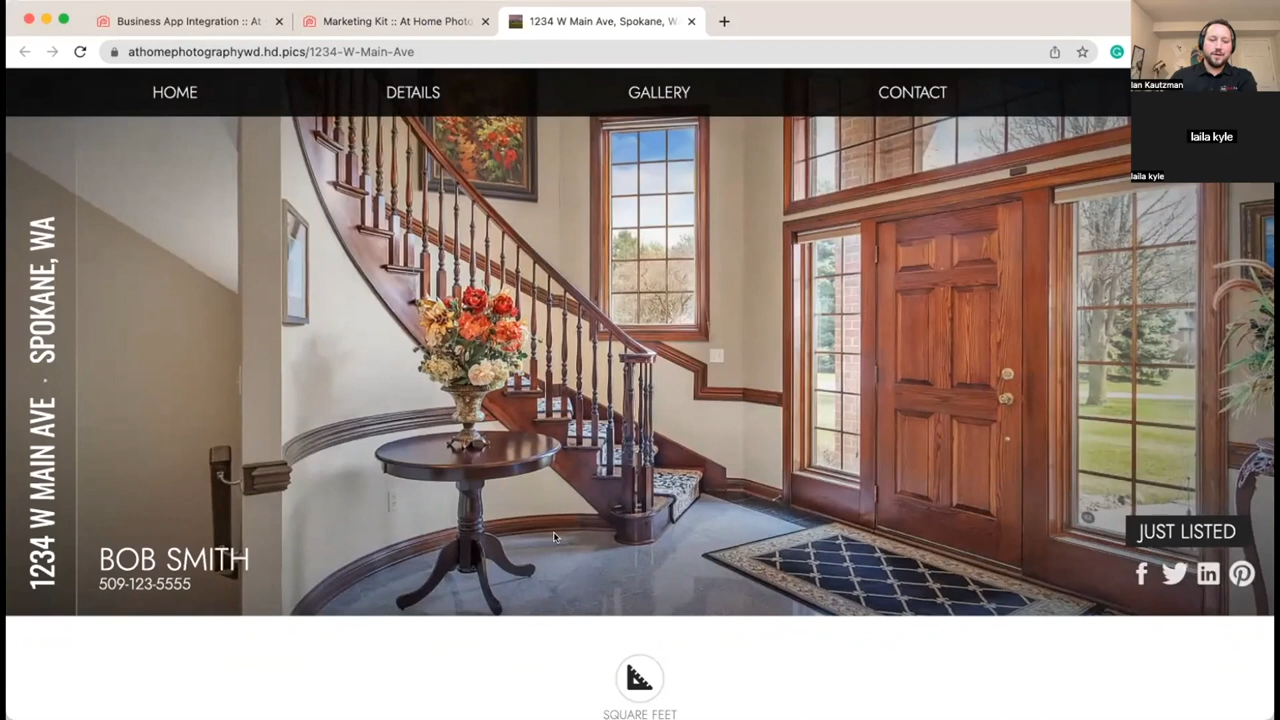 Business App Integration :: At
Marketing Kit :: At Home Photo
1234 W Main Ave, Spokane, W
athomephotographywd.hd.pics/1234-W-Main-Ave
HOME
DETAILS
GALLERY
CONTACT
Ian Kautzman
laila kyle
laila kyle
1234 W MAIN AVE · SPOKANE, WA
BOB SMITH
509-123-5555
JUST LISTED
SQUARE FEET